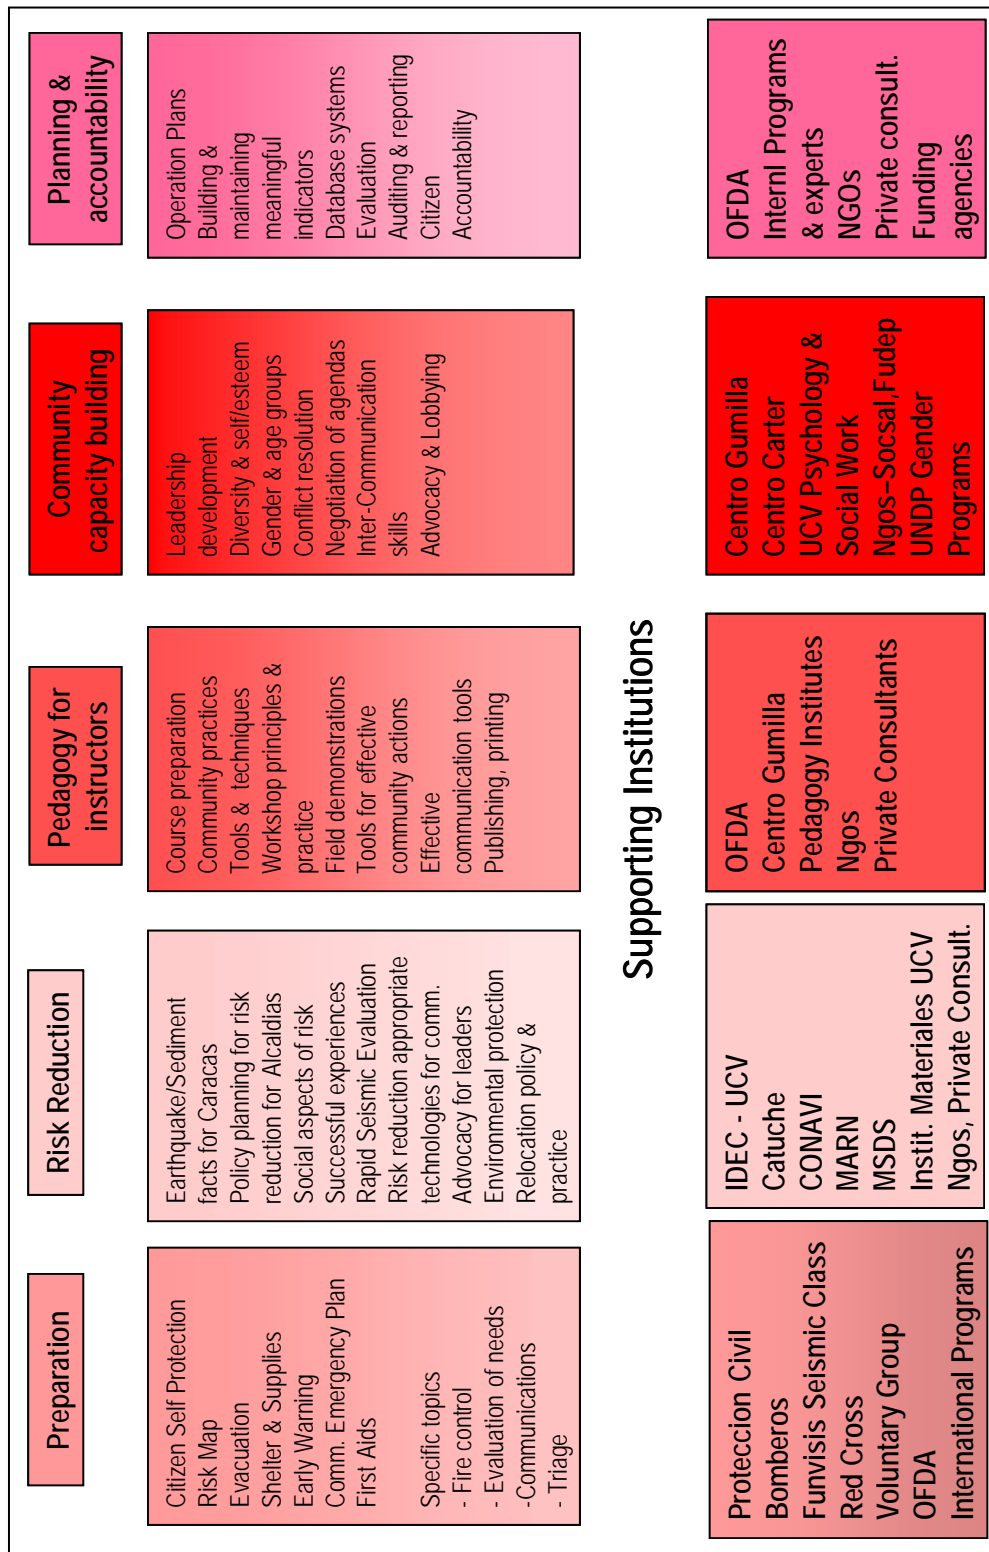 Preparation
Risk Reduction
Pedagogy for
instructors
Community
capacity building
Planning &
accountability
Citizen Self Protection
Risk Map
Evacuation
Shelter & Supplies
Early Warning
Comm. Emergency Plan
First Aids
Specific topics
- Fire control
- Evaluation of needs
-Communications
- Triage
Earthquake/Sediment
facts for Caracas
Policy planning for risk
reduction for Alcaldias
Social aspects of risk
Successful experiences
Rapid Seismic Evaluation
Risk reduction appropriate
technologies for comm.
Advocacy for leaders
Environmental protection
Relocation policy &
practice
Course preparation
Community practices
Tools & techniques
Workshop principles &
practice
Field demonstrations
Tools for effective
community actions
Effective
communication tools
Publishing, printing
Leadership
development
Diversity & self/esteem
Gender & age groups
Conflict resolution
Negotiation of agendas
Inter-Communication
skills
Advocacy & Lobbying
Operation Plans
Building &
maintaining
meaningful
indicators
Database systems
Evaluation
Auditing & reporting
Citizen
Accountability
Supporting Institutions
Proteccion Civil
Bomberos
Funvisis Seismic Class
Red Cross
Voluntary Group
OFDA
International Programs
IDEC - UCV
Catuche
CONAVI
MARN
MSDS
Instit. Materiales UCV
Ngos, Private Consult.
OFDA
Centro Gumilla
Pedagogy Institutes
Ngos
Private Consultants
Centro Gumilla
Centro Carter
UCV Psychology &
Social Work
Ngos-Socsal,Fudep
UNDP Gender
Programs
OFDA
Internl Programs
& experts
NGOs
Private consult.
Funding
agencies